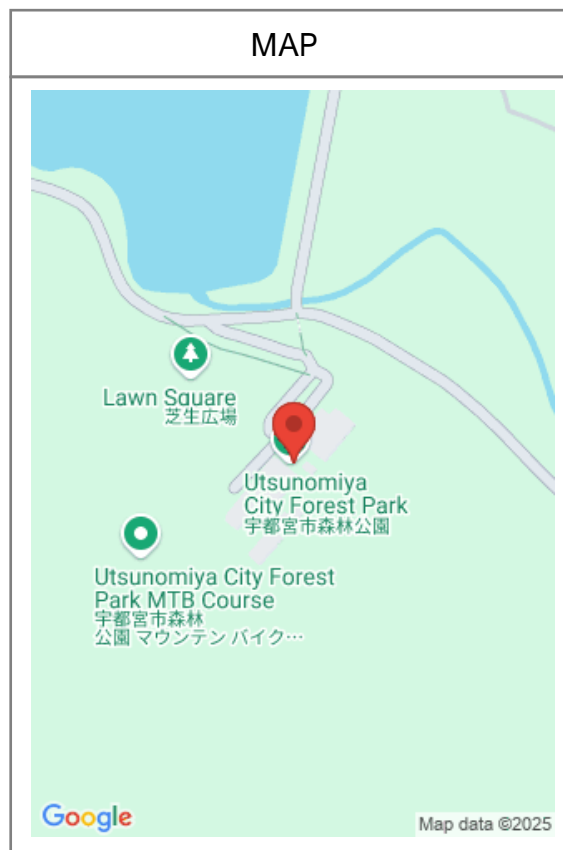 MAP
Lawn Square
芝生広場
Utsunomiya
City Forest Park
宇都宮市森林公園
Utsunomiya City Forest
Park MTB Course
宇都宮市森林
公園 マウンテン バイク…
Google
Map data ©2025